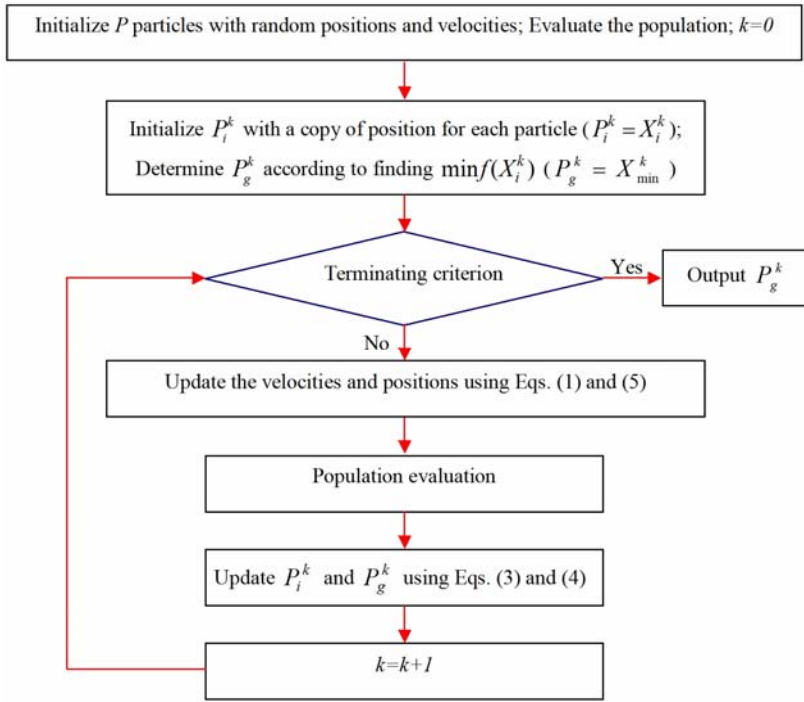 Initialize P particles with random positions and velocities; Evaluate the population; k=0
Initialize P_i^k with a copy of position for each particle ( P_i^k = X_i^k );
Determine P_g^k according to finding min f(X_i^k) ( P_g^k = X_min^k )
Terminating criterion
Yes
Output P_g^k
No
Update the velocities and positions using Eqs. (1) and (5)
Population evaluation
Update P_i^k and P_g^k using Eqs. (3) and (4)
k=k+1